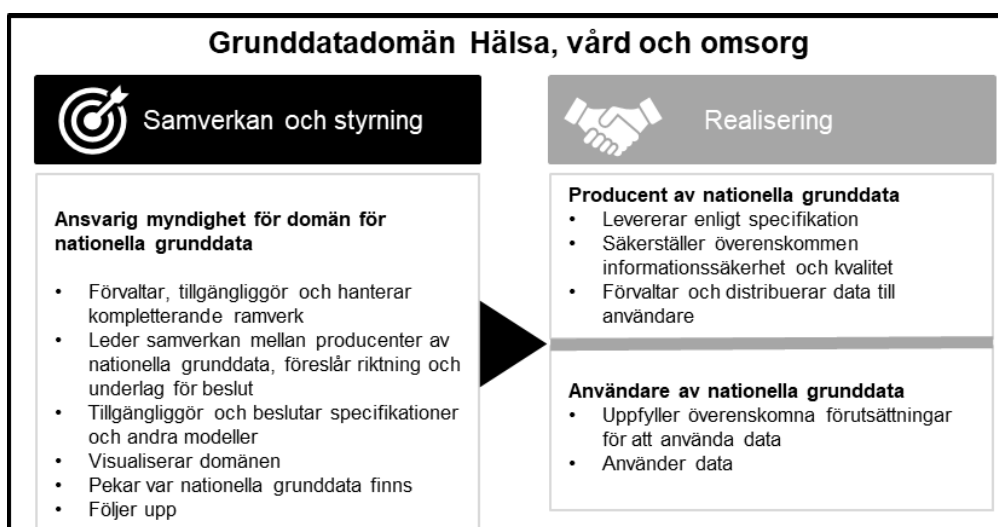 Grunddatadomän Hälsa, vård och omsorg
Samverkan och styrning
Ansvarig myndighet för domän för
nationella grunddata
• Förvaltar, tillgängliggör och hanterar
kompletterande ramverk
• Leder samverkan mellan producenter av
nationella grunddata, föreslår riktning och
underlag för beslut
• Tillgängliggör och beslutar specifikationer
och andra modeller
• Visualiserar domänen
• Pekar var nationella grunddata finns
• Följer upp
Realisering
Producent av nationella grunddata
• Levererar enligt specifikation
• Säkerställer överenskommen
informationssäkerhet och kvalitet
• Förvaltar och distribuerar data till
användare
Användare av nationella grunddata
• Uppfyller överenskomna förutsättningar
för att använda data
• Använder data